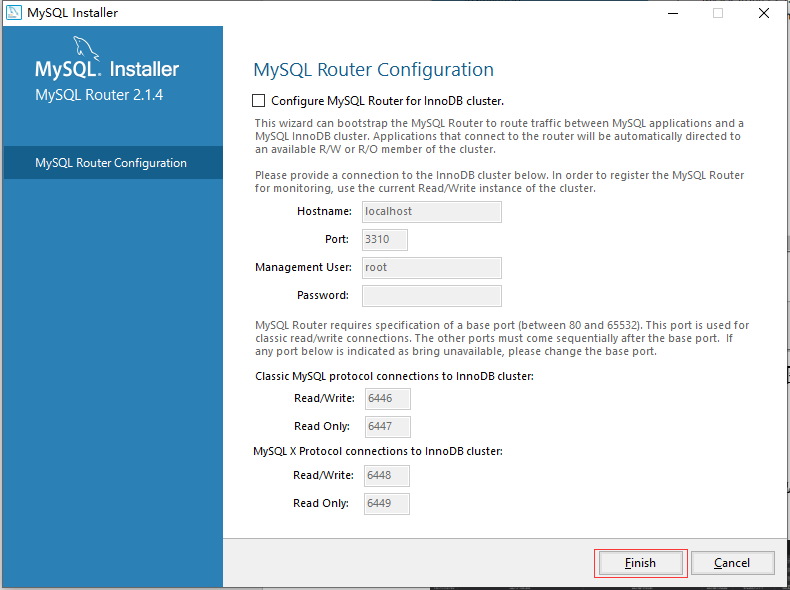 MySQL Installer
MySQL. Installer
MySQL Router 2.1.4
MySQL Router Configuration
MySQL Router Configuration
Configure MySQL Router for InnoDB cluster.
This wizard can bootstrap the MySQL Router to route traffic between MySQL applications and a
MySQL InnoDB cluster. Applications that connect to the router will be automatically directed to
an available R/W or R/O member of the cluster.
Please provide a connection to the InnoDB cluster below. In order to register the MySQL Router
for monitoring, use the current Read/Write instance of the cluster.
Hostname: localhost
Port: 3310
Management User: root
Password:
MySQL Router requires specification of a base port (between 80 and 65532). This port is used for
classic read/write connections. The other ports must come sequentially after the base port. If
any port below is indicated as bring unavailable, please change the base port.
Classic MySQL protocol connections to InnoDB cluster:
Read/Write: 6446
Read Only: 6447
MySQL X Protocol connections to InnoDB cluster:
Read/Write: 6448
Read Only: 6449
Finish Cancel